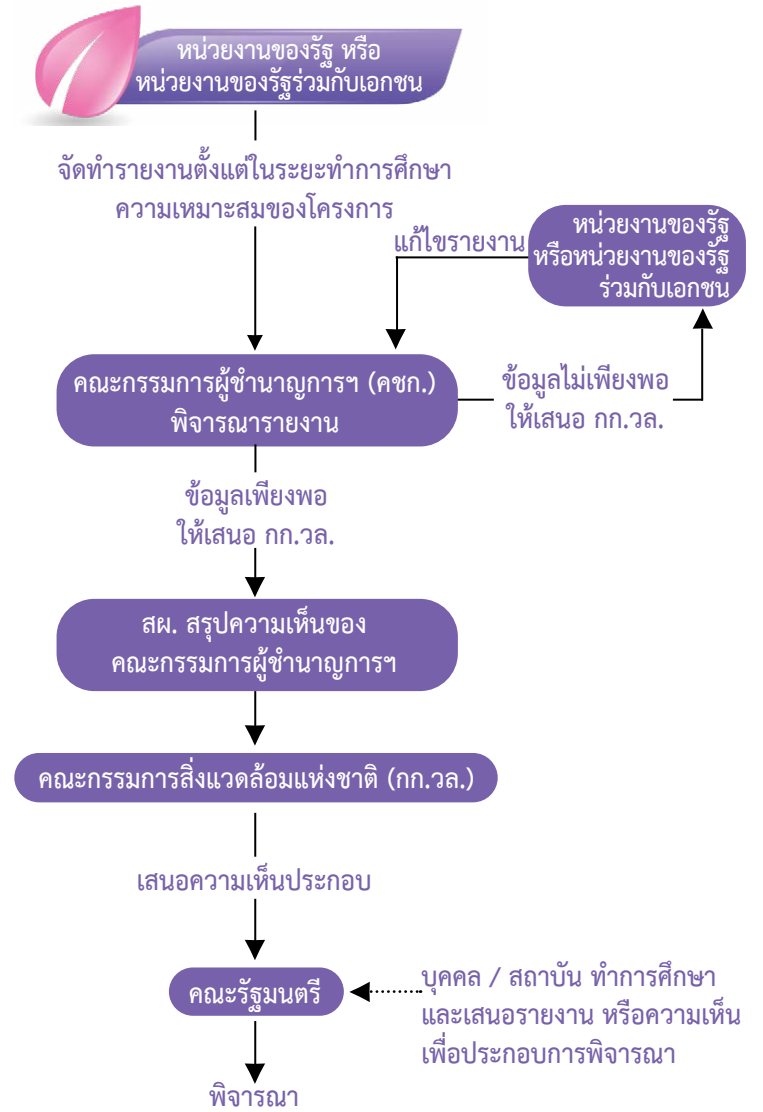 หน่วยงานของรัฐ หรือ
หน่วยงานของรัฐร่วมกับเอกชน
จัดทำรายงานตั้งแต่ในระยะทำการศึกษา
ความเหมาะสมของโครงการ
แก้ไขรายงาน
หน่วยงานของรัฐ
หรือหน่วยงานของรัฐ
ร่วมกับเอกชน
คณะกรรมการผู้ชำนาญการฯ (คชก.)
พิจารณารายงาน
ข้อมูลไม่เพียงพอ
ให้เสนอ กก.วล.
ข้อมูลเพียงพอ
ให้เสนอ กก.วล.
สผ. สรุปความเห็นของ
คณะกรรมการผู้ชำนาญการฯ
คณะกรรมการสิ่งแวดล้อมแห่งชาติ (กก.วล.)
เสนอความเห็นประกอบ
คณะรัฐมนตรี
บุคคล / สถาบัน ทำการศึกษา
และเสนอรายงาน หรือความเห็น
เพื่อประกอบการพิจารณา
พิจารณา